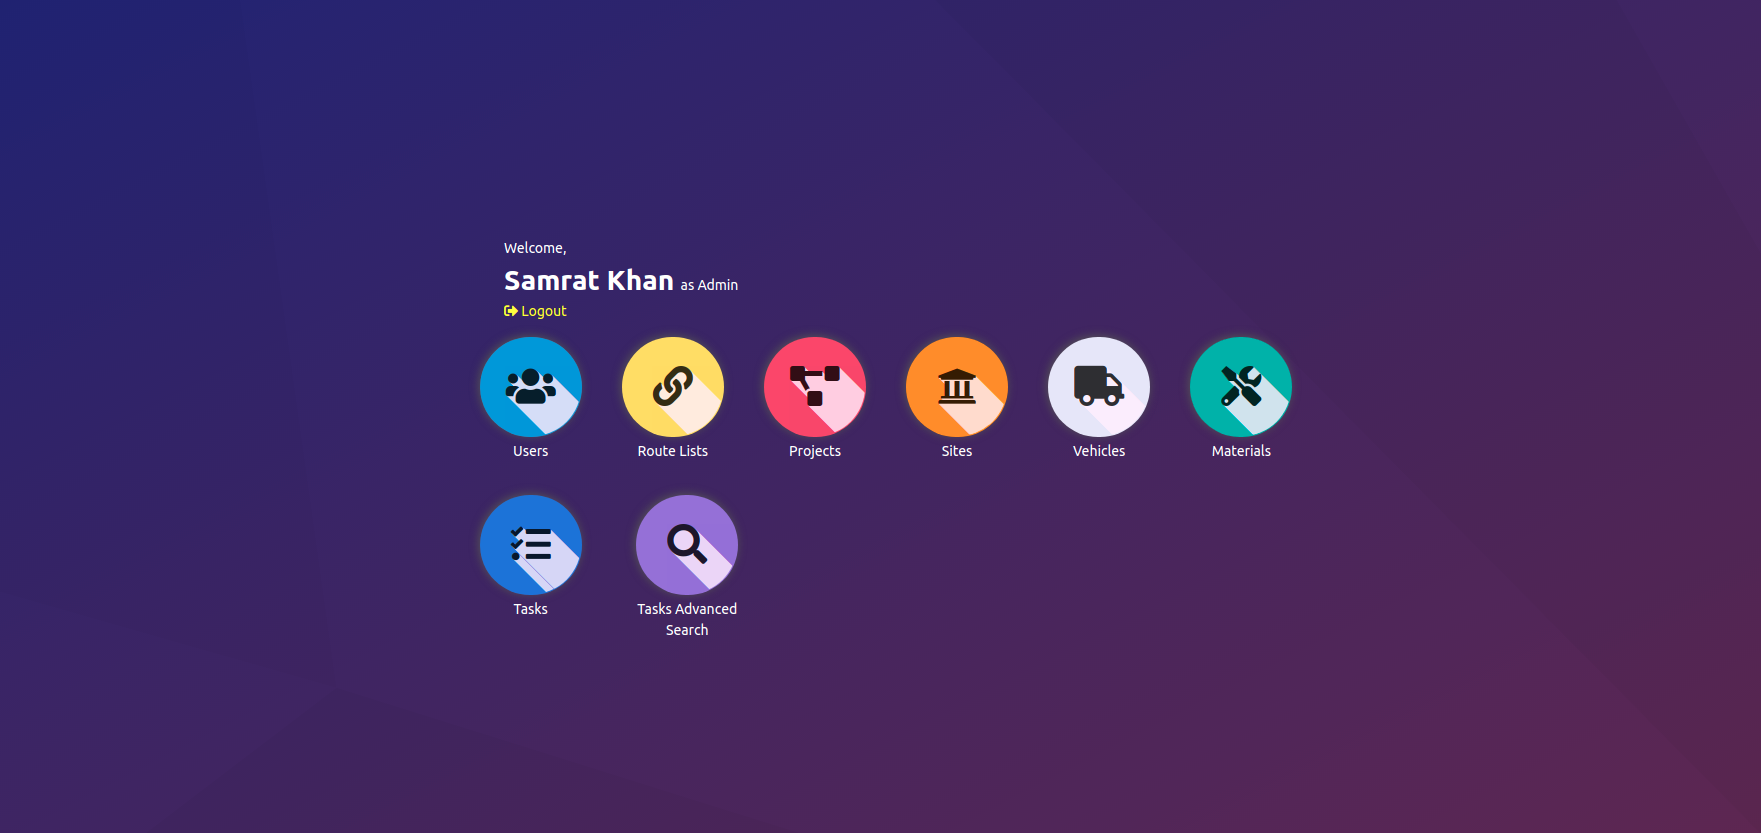 Welcome,
Samrat Khan as Admin
Logout
Users
Route Lists
Projects
Sites
Vehicles
Materials
Tasks
Tasks Advanced
Search